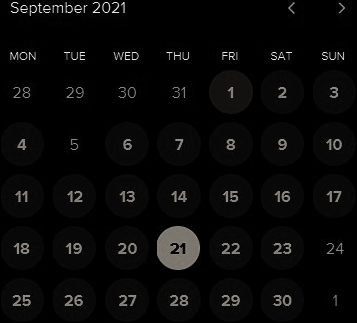 September 2021
MON TUE WED THU FRI SAT SUN
28 29 30 31 1 2 3
4 5 6 7 8 9 10
11 12 13 14 15 16 17
18 19 20 21 22 23 24
25 26 27 28 29 30 1